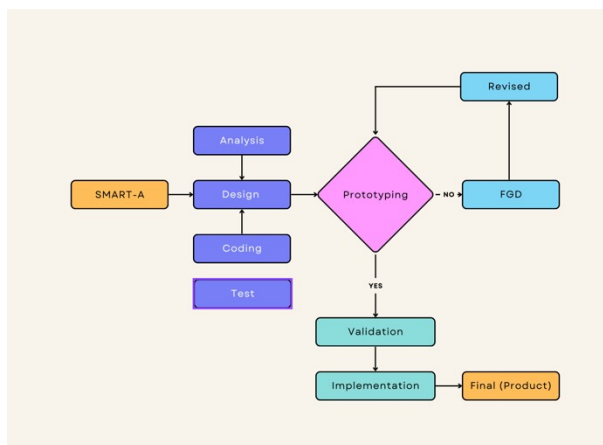 Revised
Analysis
SMART-A
Design
Prototyping
NO
FGD
Coding
Test
YES
Validation
Implementation
Final (Product)